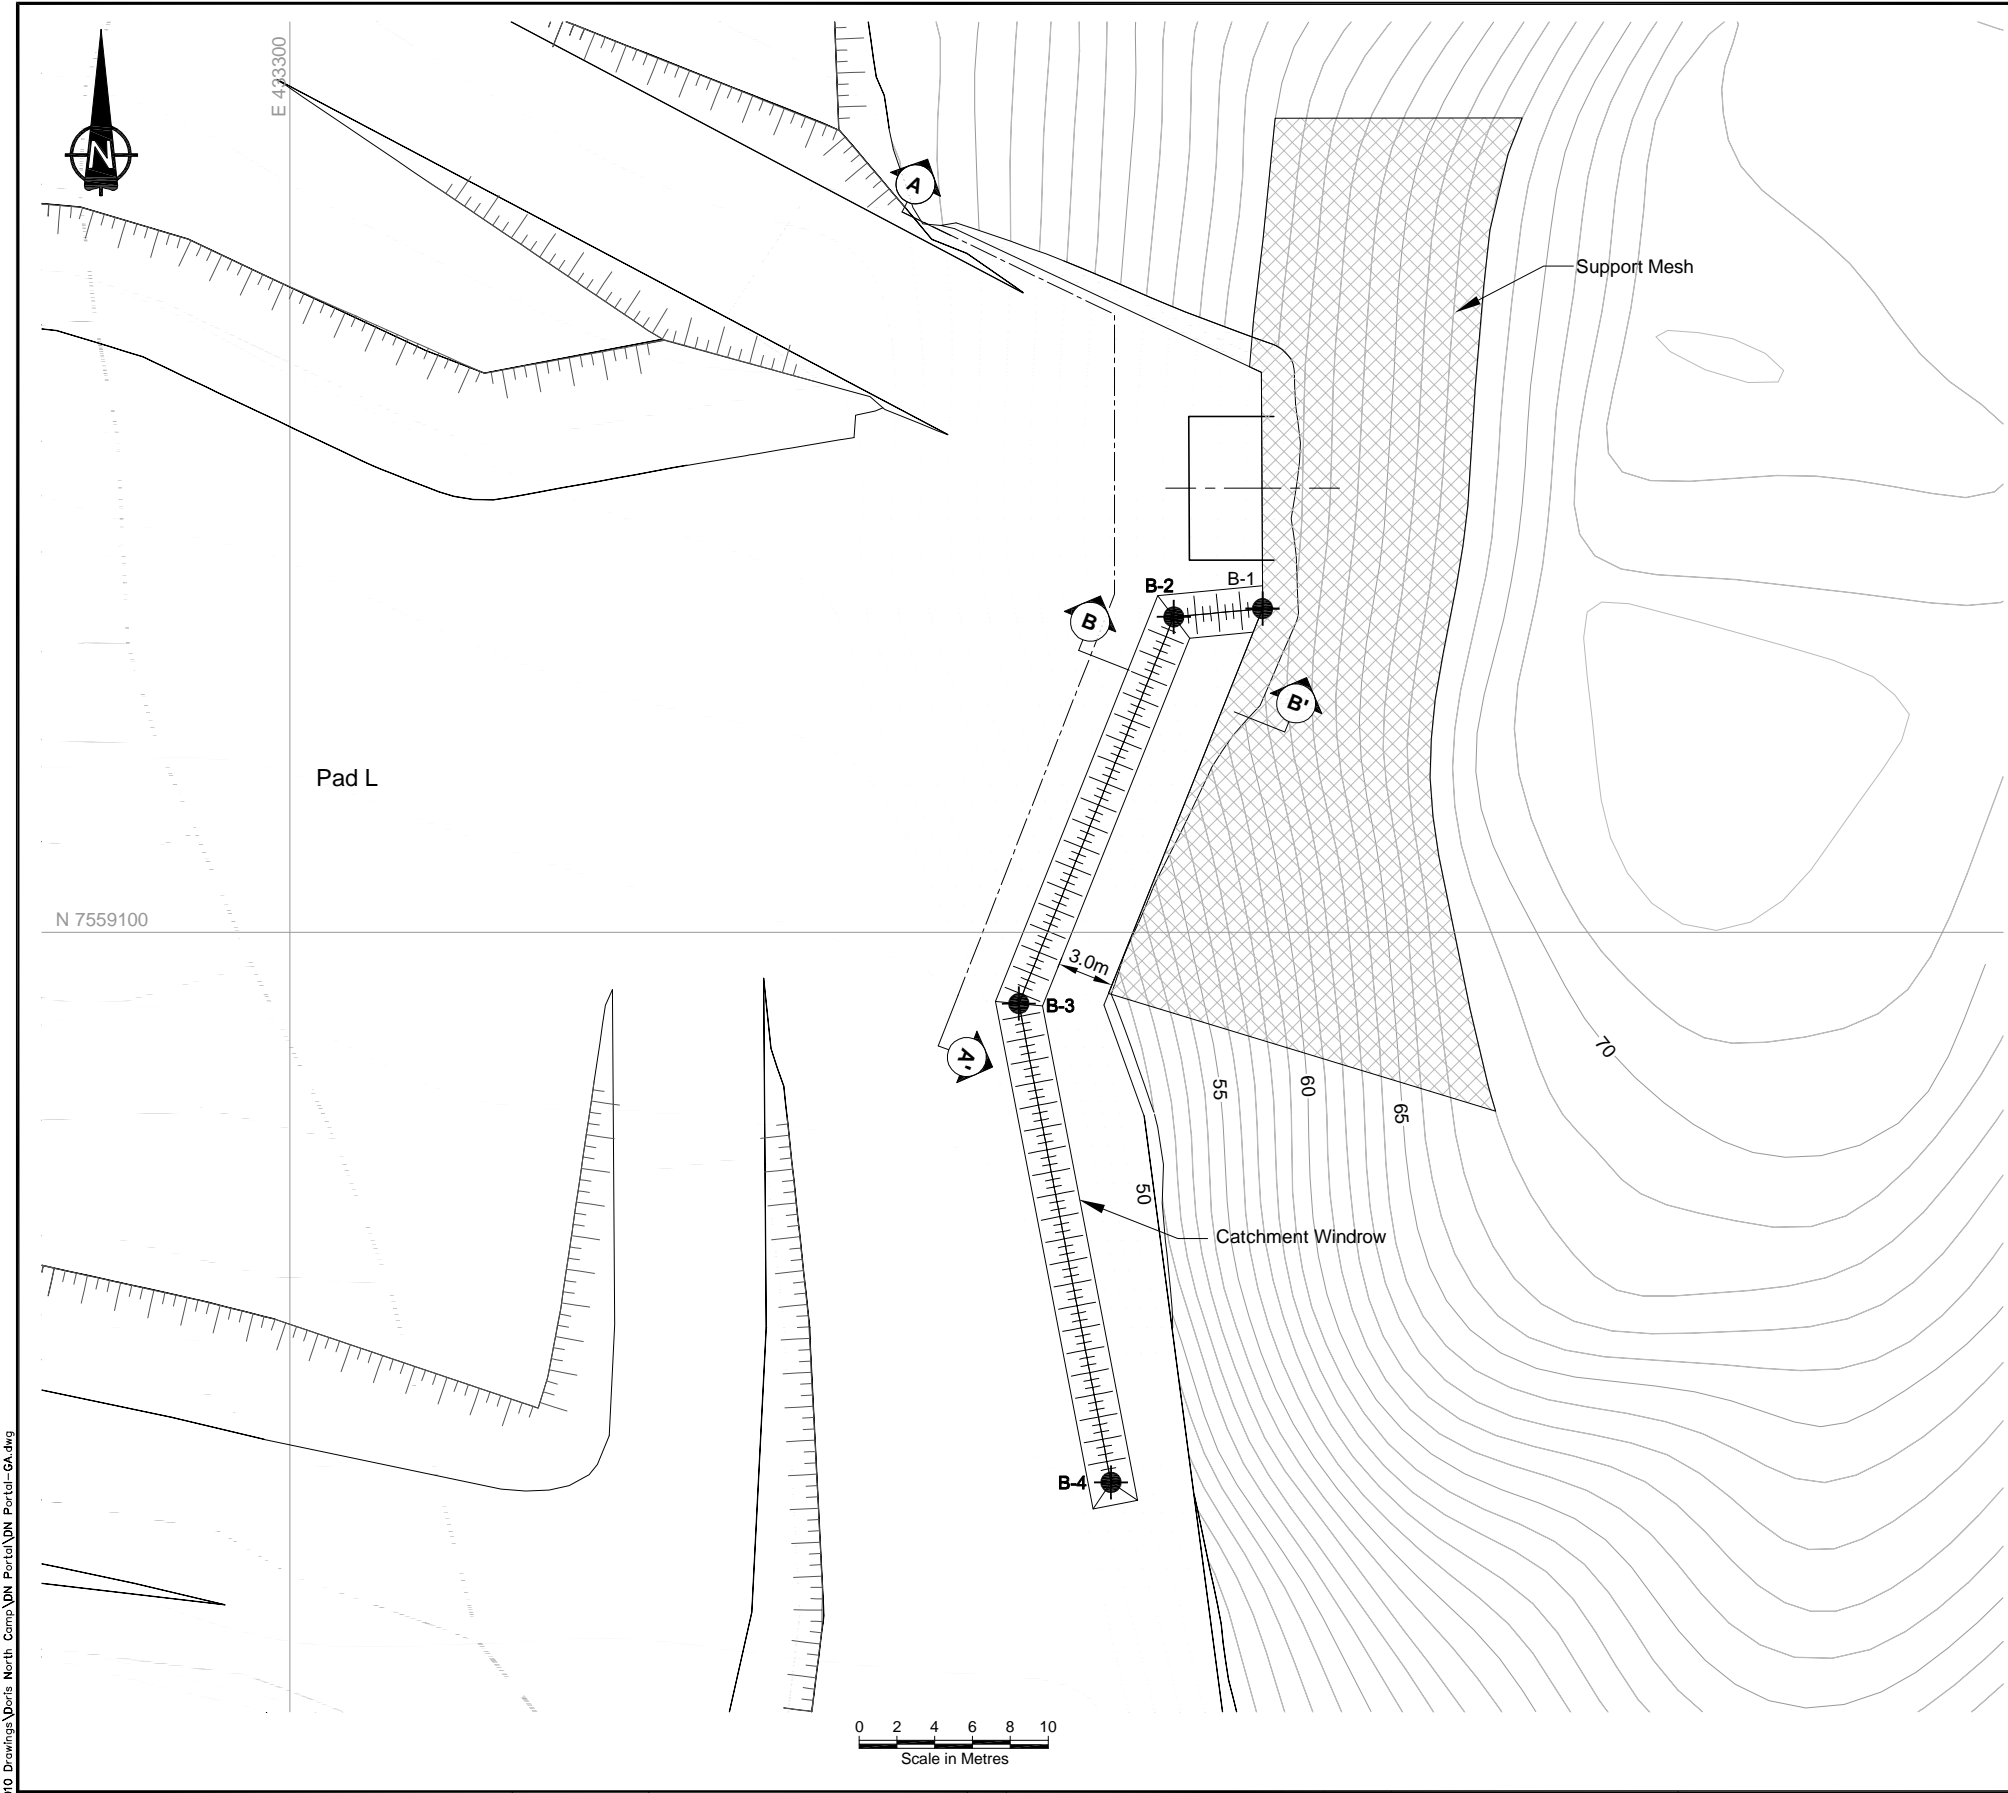 E 433300
N
A
Support Mesh
B-2
B-1
B
B'
Pad L
N 7559100
3.0m
B-3
A'
70
55
60
65
50
Catchment Windrow
B-4
0 2 4 6 8 10
Scale in Metres
10 Drawings\Doris North Camp\DN Portal\DN Portal-GA.dwg